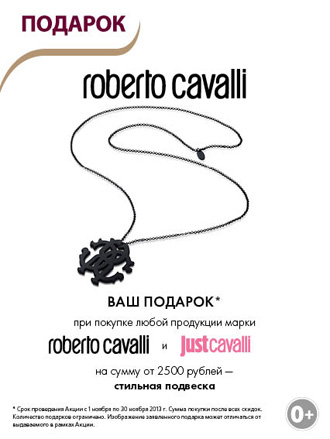 ПОДАРОК
roberto cavalli
ВАШ ПОДАРОК*
при покупке любой продукции марки
roberto cavalli и justcavalli
на сумму от 2500 рублей —
стильная подвеска
* Срок проведения Акции с 1 ноября по 30 ноября 2013 г. Сумма покупки после всех скидок.
Количество подарков ограничено. Изображение заявленного подарка может отличаться от
выдаваемого в рамках Акции.
0+